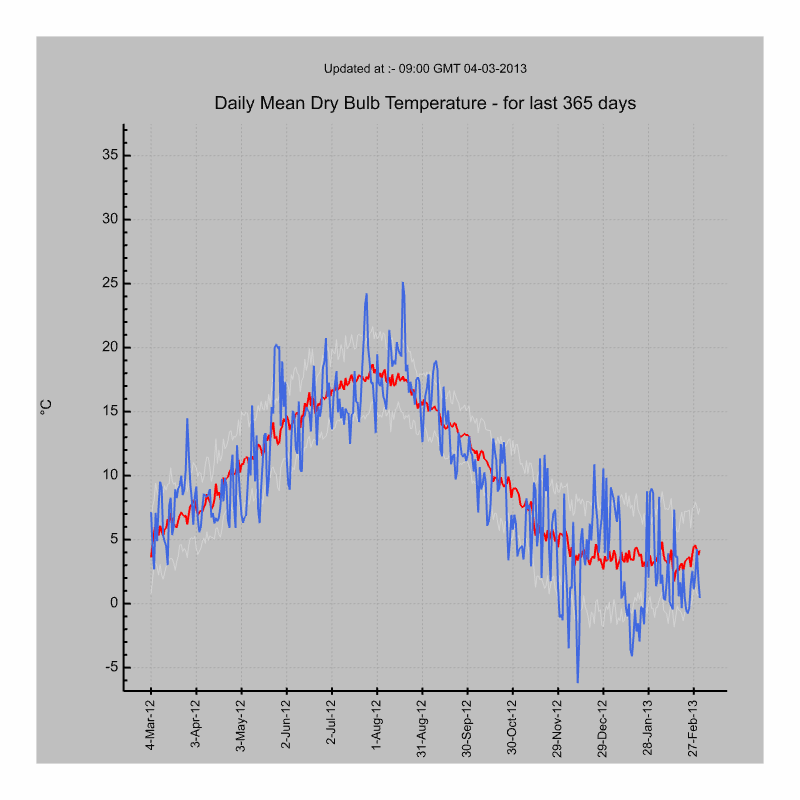 Updated at :- 09:00 GMT 04-03-2013
Daily Mean Dry Bulb Temperature - for last 365 days
35
30
25
20
15
10
5
0
-5
°C
4-Mar-12
3-Apr-12
3-May-12
2-Jun-12
2-Jul-12
1-Aug-12
31-Aug-12
30-Sep-12
30-Oct-12
29-Nov-12
29-Dec-12
28-Jan-13
27-Feb-13